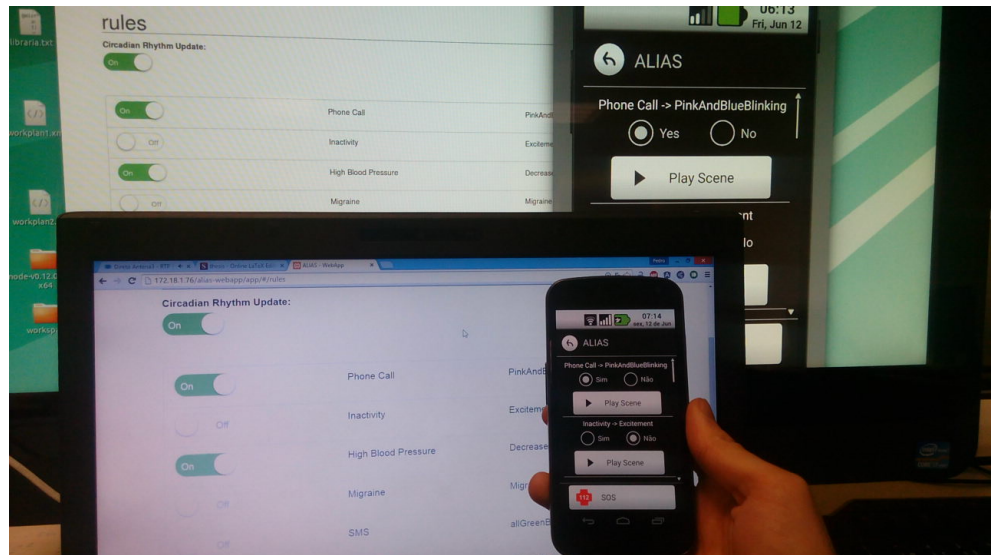 libraria.txt
workplan1.xm
workplan2.
node-v0.12.0
x64
worksp
rules
Circadian Rhythm Update:
On
On Phone Call PinkAndB
Off Inactivity Exciteme
On High Blood Pressure Decrease
Off Migraine Migraine
06:13
Fri, Jun 12
ALIAS
Phone Call -> PinkAndBlueBlinking
Yes No
Play Scene
nt
lo
ALIAS - WebApp
172.18.1.76/alias-webapp/app/#/rules
Circadian Rhythm Update:
On
On Phone Call PinkAndB
Off Inactivity Exciteme
On High Blood Pressure Decrease
Off Migraine Migr
Off SMS allGreenB
07:14
sex, 12 de Jun
ALIAS
Phone Call -> PinkAndBlueBlinking
Sim Não
Play Scene
Inactivity -> Excitement
Sim Não
Play Scene
112 SOS